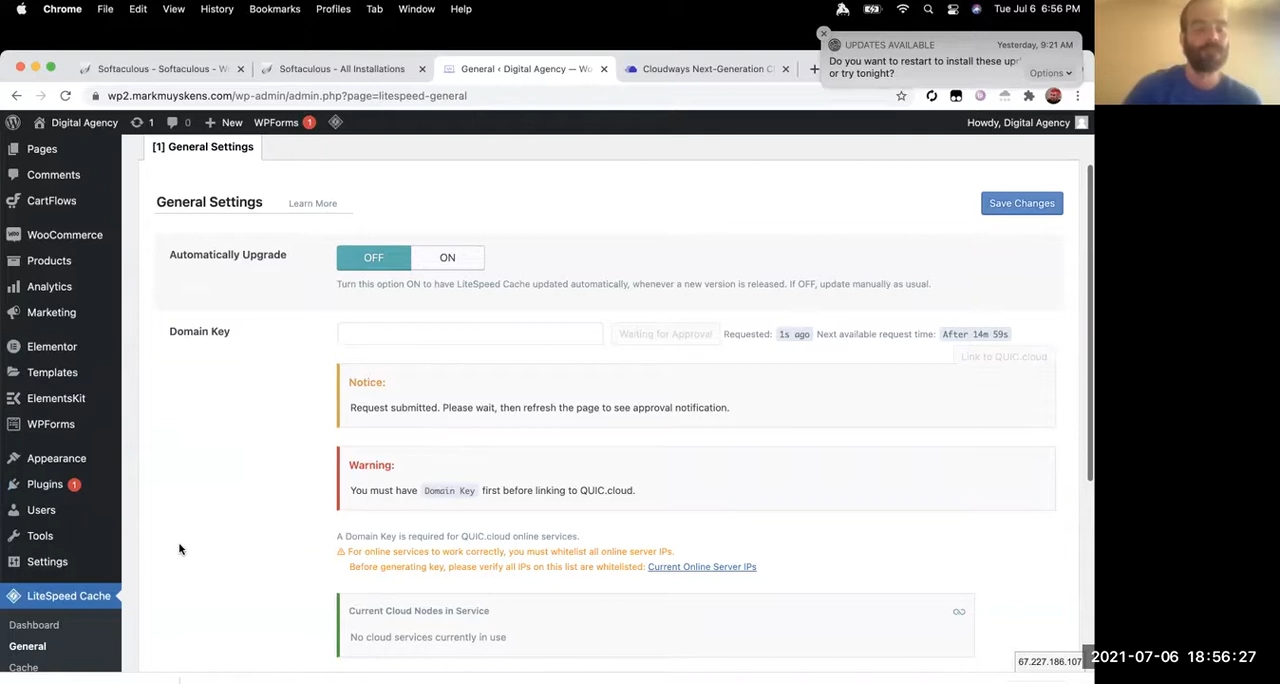 Chrome File Edit View History Bookmarks Profiles Tab Window Help Tue Jul 6 6:56 PM
UPDATES AVAILABLE Yesterday, 9:21 AM
Do you want to restart to install these
or try tonight? Options
Softaculous - Softaculous - W
Softaculous - All Installations
General ‹ Digital Agency — Wo
Cloudways Next-Generation C
wp2.markmuyskens.com/wp-admin/admin.php?page=litespeed-general
Digital Agency 1 0 + New WPForms 1 Howdy, Digital Agency
Pages
Comments
CartFlows
WooCommerce
Products
Analytics
Marketing
Elementor
Templates
ElementsKit
WPForms
Appearance
Plugins 1
Users
Tools
Settings
LiteSpeed Cache
Dashboard
General
Cache
[1] General Settings
General Settings Learn More Save Changes
Automatically Upgrade OFF ON
Turn this option ON to have LiteSpeed Cache updated automatically, whenever a new version is released. If OFF, update manually as usual.
Domain Key Waiting for Approval Requested: 1s ago Next available request time: After 14m 59s
Link to QUIC.cloud
Notice:
Request submitted. Please wait, then refresh the page to see approval notification.
Warning:
You must have Domain Key first before linking to QUIC.cloud.
A Domain Key is required for QUIC.cloud online services.
⚠ For online services to work correctly, you must whitelist all online server IPs.
Before generating key, please verify all IPs on this list are whitelisted: Current Online Server IPs
Current Cloud Nodes in Service
No cloud services currently in use
67.227.186.107
2021-07-06 18:56:27